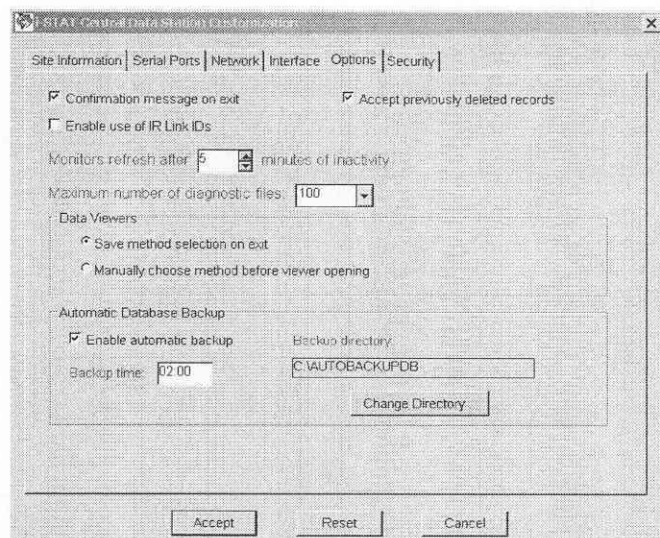 i-STAT Central Data Station Customization
Site Information Serial Ports Network Interface Options Security
Confirmation message on exit Accept previously deleted records
Enable use of IR Link IDs
Monitors refresh after 5 minutes of inactivity
Maximum number of diagnostic files: 100
Data Viewers
Save method selection on exit
Manually choose method before viewer opening
Automatic Database Backup
Enable automatic backup Backup directory:
Backup time: 02:00 C:\AUTOBACKUPDB
Change Directory
Accept Reset Cancel